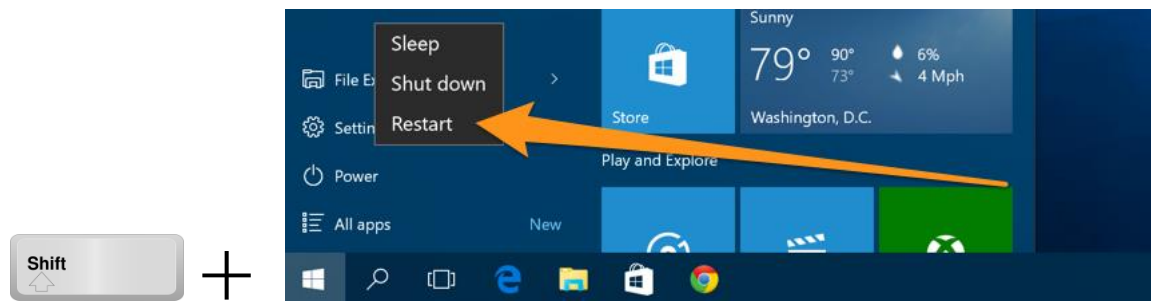 Shift
+
Sleep
Shut down
Restart
File Ex
Settin
Power
All apps
New
Store
Sunny
79° 90° 6%
73° 4 Mph
Washington, D.C.
Play and Explore